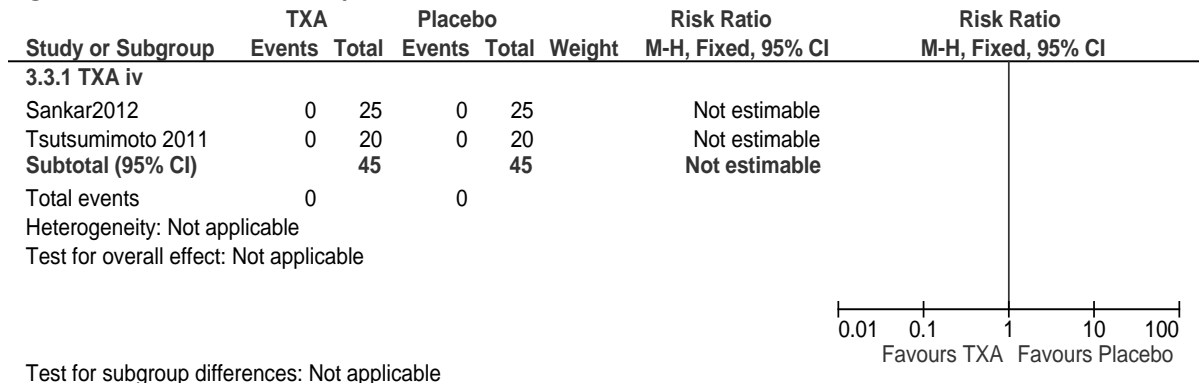 TXA Placebo Risk Ratio Risk Ratio
Study or Subgroup Events Total Events Total Weight M-H, Fixed, 95% CI M-H, Fixed, 95% CI
3.3.1 TXA iv
Sankar2012 0 25 0 25 Not estimable
Tsutsumimoto 2011 0 20 0 20 Not estimable
Subtotal (95% CI) 45 45 Not estimable
Total events 0 0
Heterogeneity: Not applicable
Test for overall effect: Not applicable
0.01 0.1 1 10 100
Favours TXA Favours Placebo
Test for subgroup differences: Not applicable